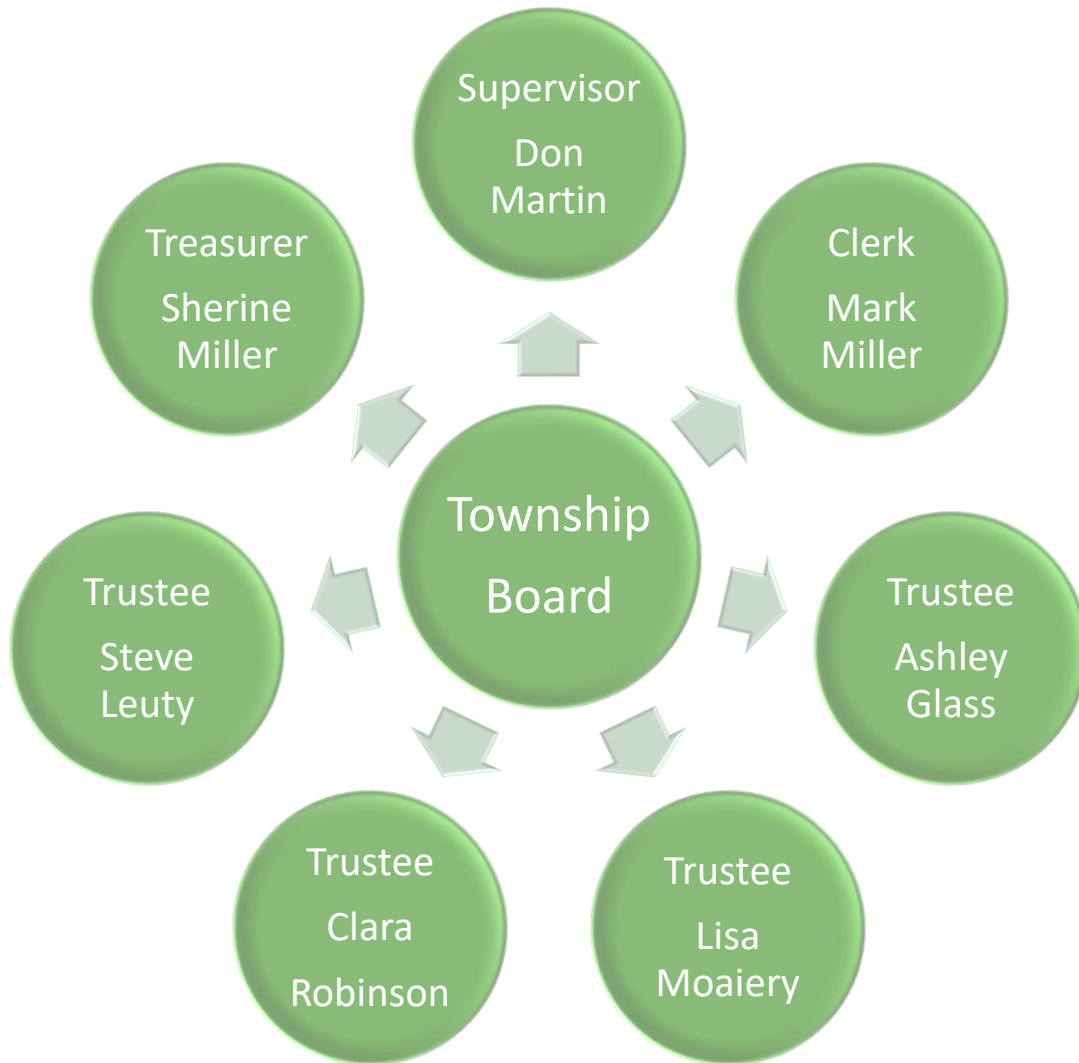 Supervisor
Don
Martin
Treasurer
Sherine
Miller
Clerk
Mark
Miller
Township
Board
Trustee
Steve
Leuty
Trustee
Ashley
Glass
Trustee
Clara
Robinson
Trustee
Lisa
Moaiery